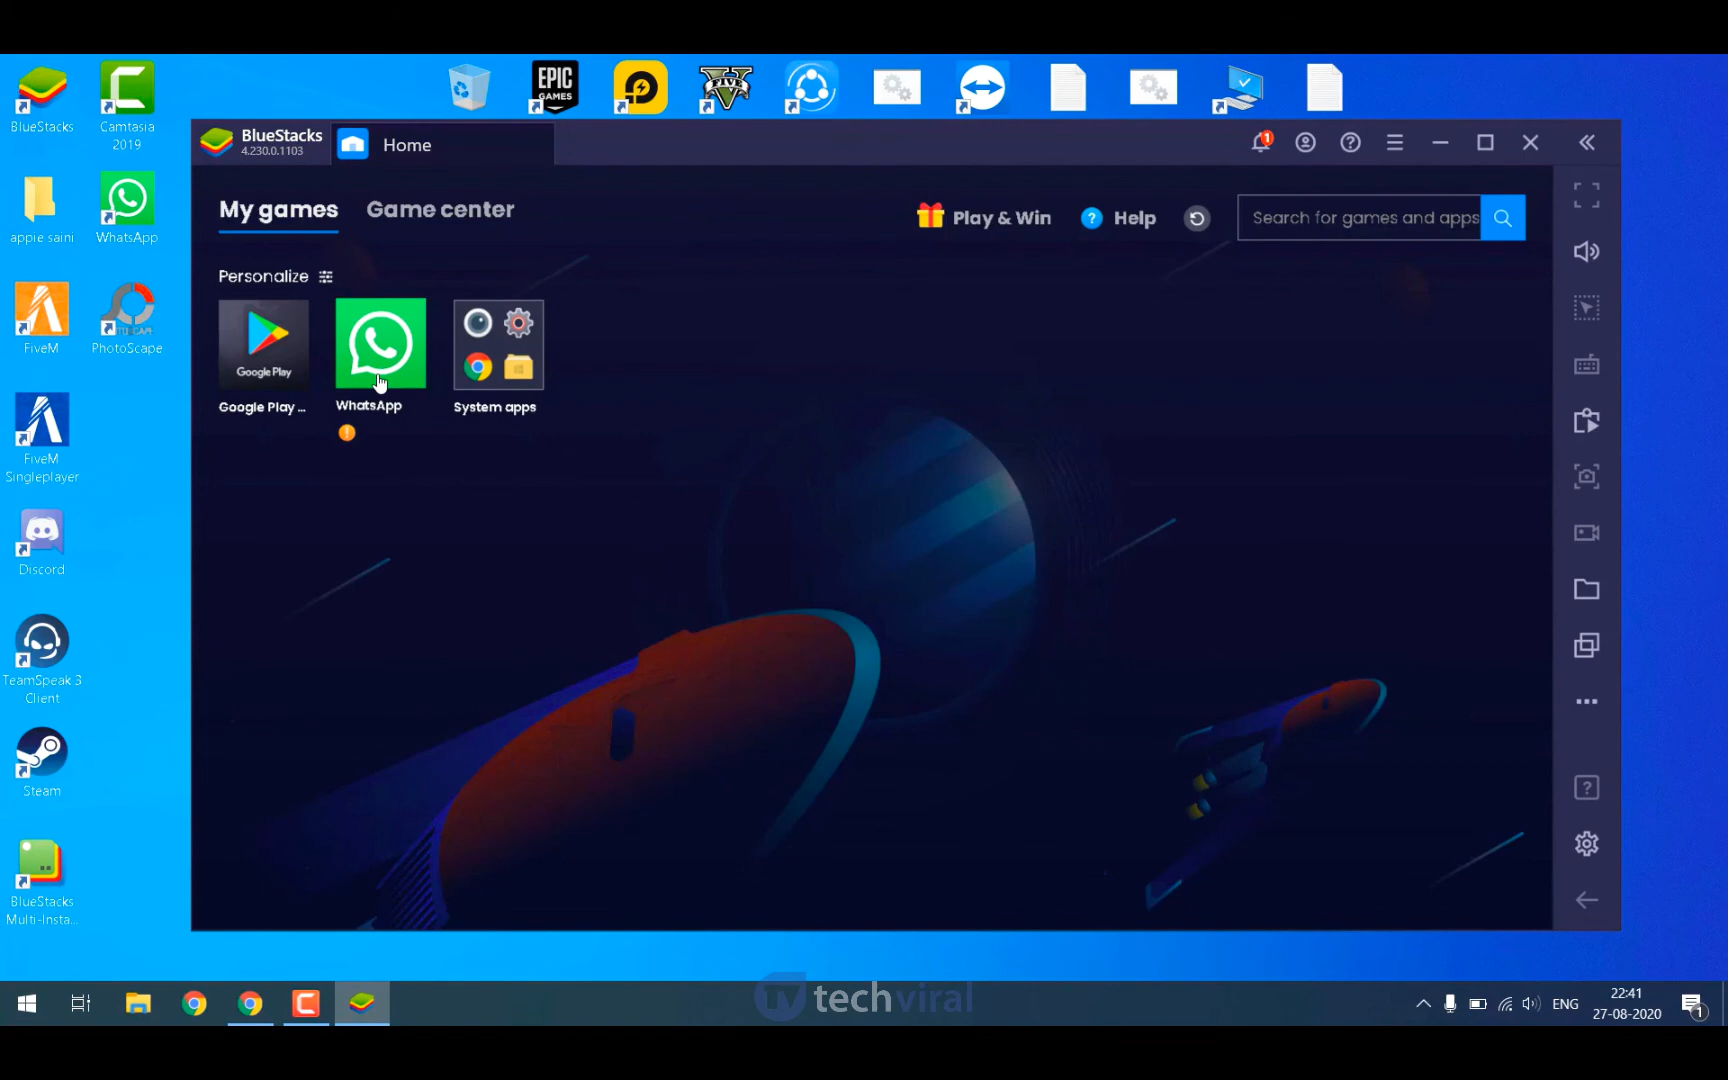 BlueStacks
Camtasia
2019
EPIC
GAMES
FIVE
BlueStacks
4.230.0.1103
Home
1
appie saini
WhatsApp
My games
Game center
Play & Win
Help
Search for games and apps
Personalize
Google Play
Google Play ...
WhatsApp
System apps
FiveM
PhotoScape
FiveM
Singleplayer
Discord
TeamSpeak 3
Client
Steam
BlueStacks
Multi-Insta...
techviral
ENG
22:41
27-08-2020
1